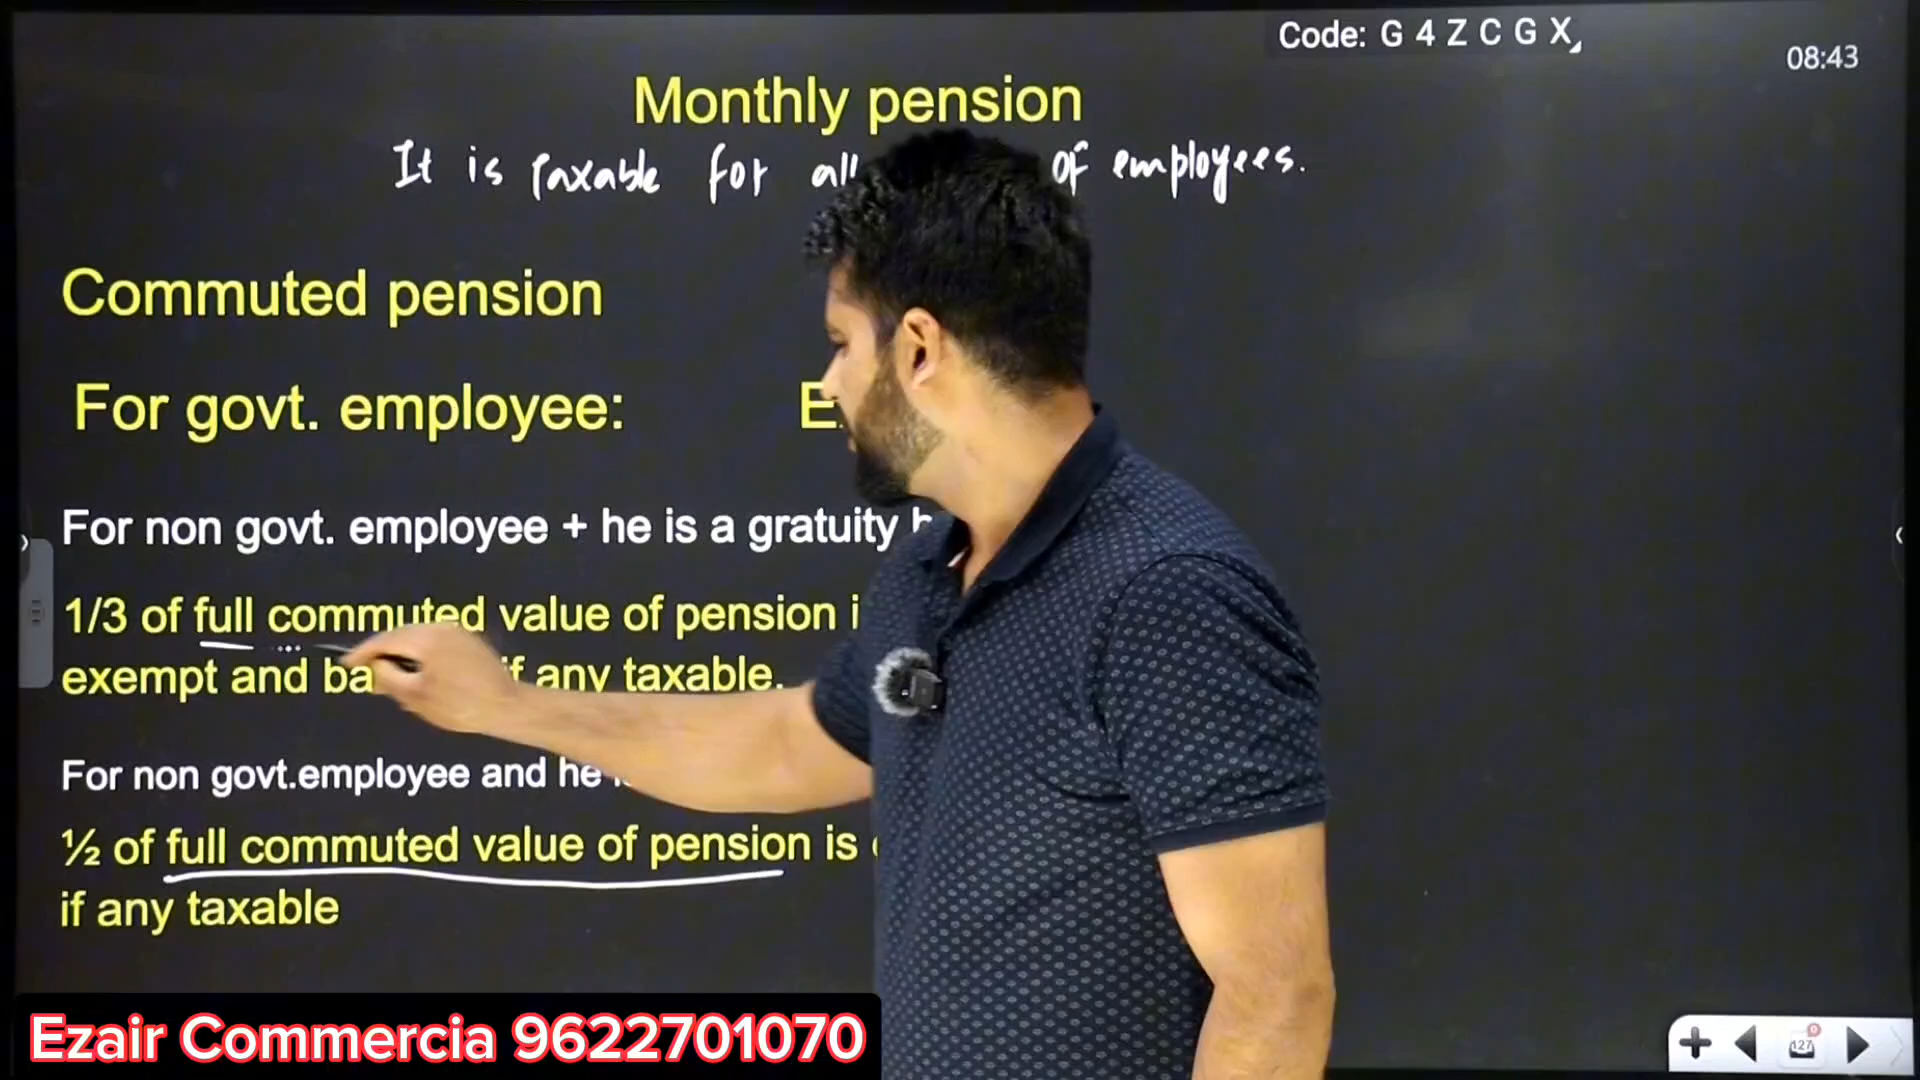 Code: G 4 Z C G X
08:43
Monthly pension
It is Taxable for all of employees.
Commuted pension
For govt. employee:
For non govt. employee + he is a gratuity
1/3 of full commuted value of pension
exempt and if any taxable.
For non govt.employee and he
½ of full commuted value of pension is
if any taxable
Ezair Commercia 9622701070
127